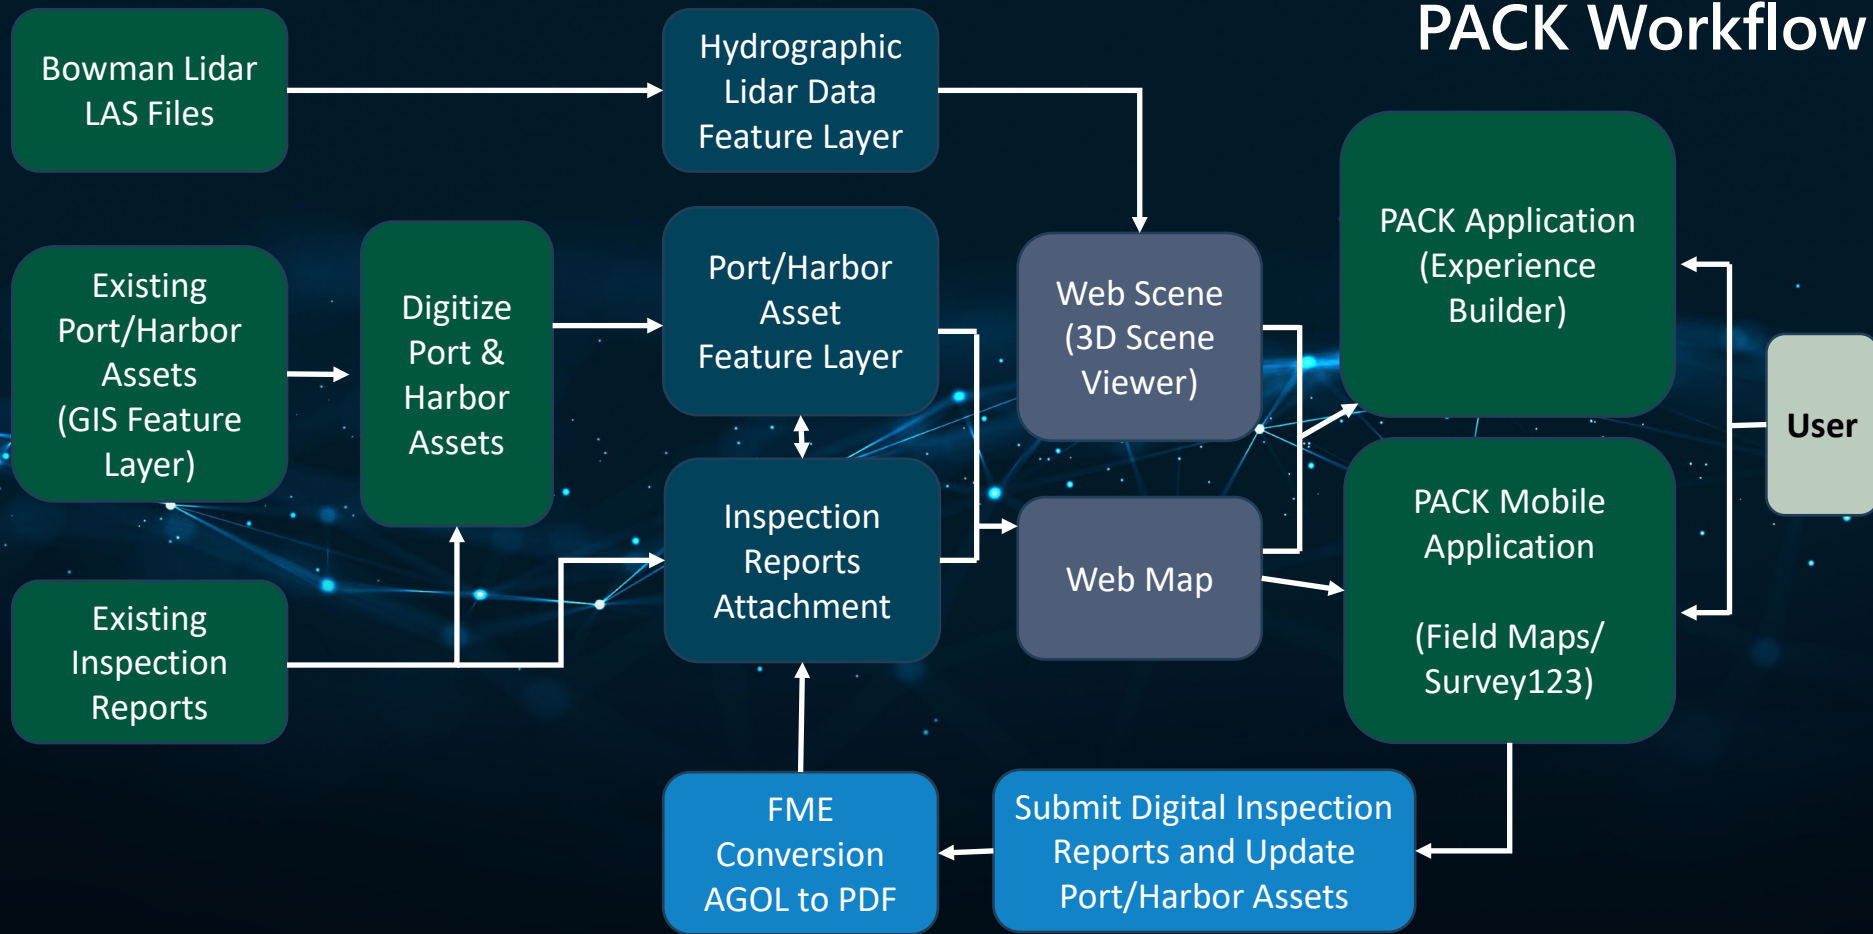 PACK Workflow
Bowman Lidar
LAS Files
Hydrographic
Lidar Data
Feature Layer
Existing
Port/Harbor
Assets
(GIS Feature
Layer)
Digitize
Port &
Harbor
Assets
Port/Harbor
Asset
Feature Layer
Web Scene
(3D Scene
Viewer)
PACK Application
(Experience
Builder)
User
Existing
Inspection
Reports
Inspection
Reports
Attachment
Web Map
PACK Mobile
Application
(Field Maps/
Survey123)
FME
Conversion
AGOL to PDF
Submit Digital Inspection
Reports and Update
Port/Harbor Assets